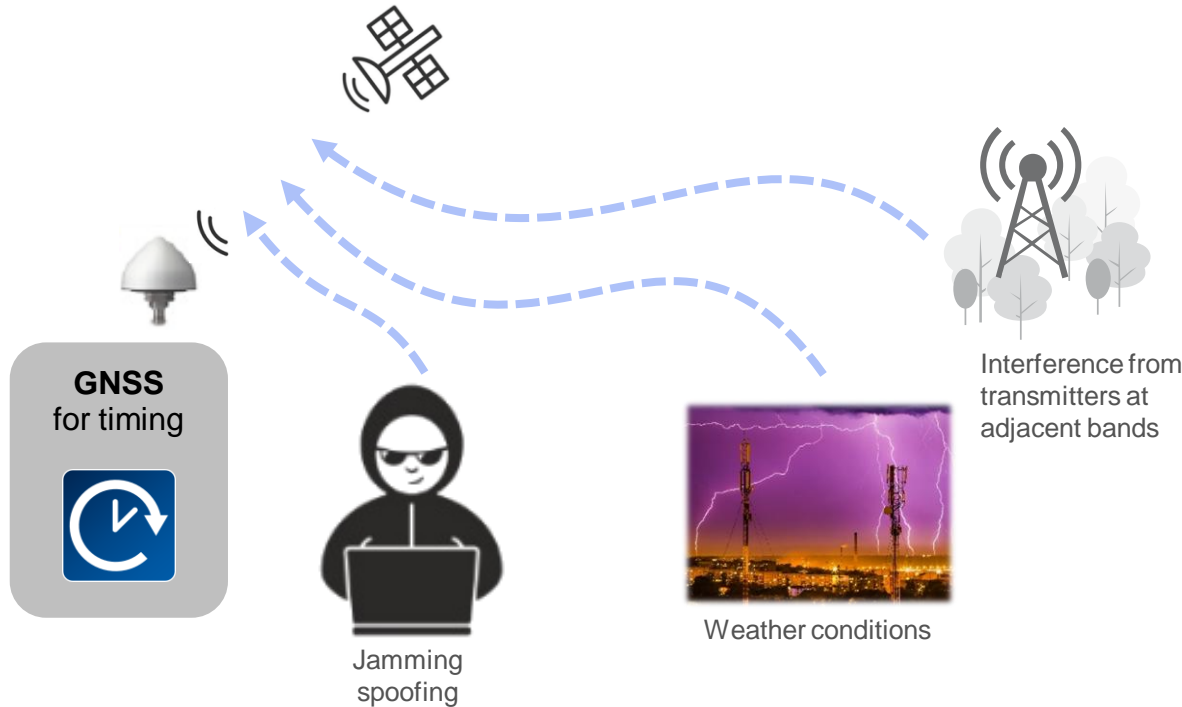 GNSS
for timing
Jamming
spoofing
Weather conditions
Interference from
transmitters at
adjacent bands